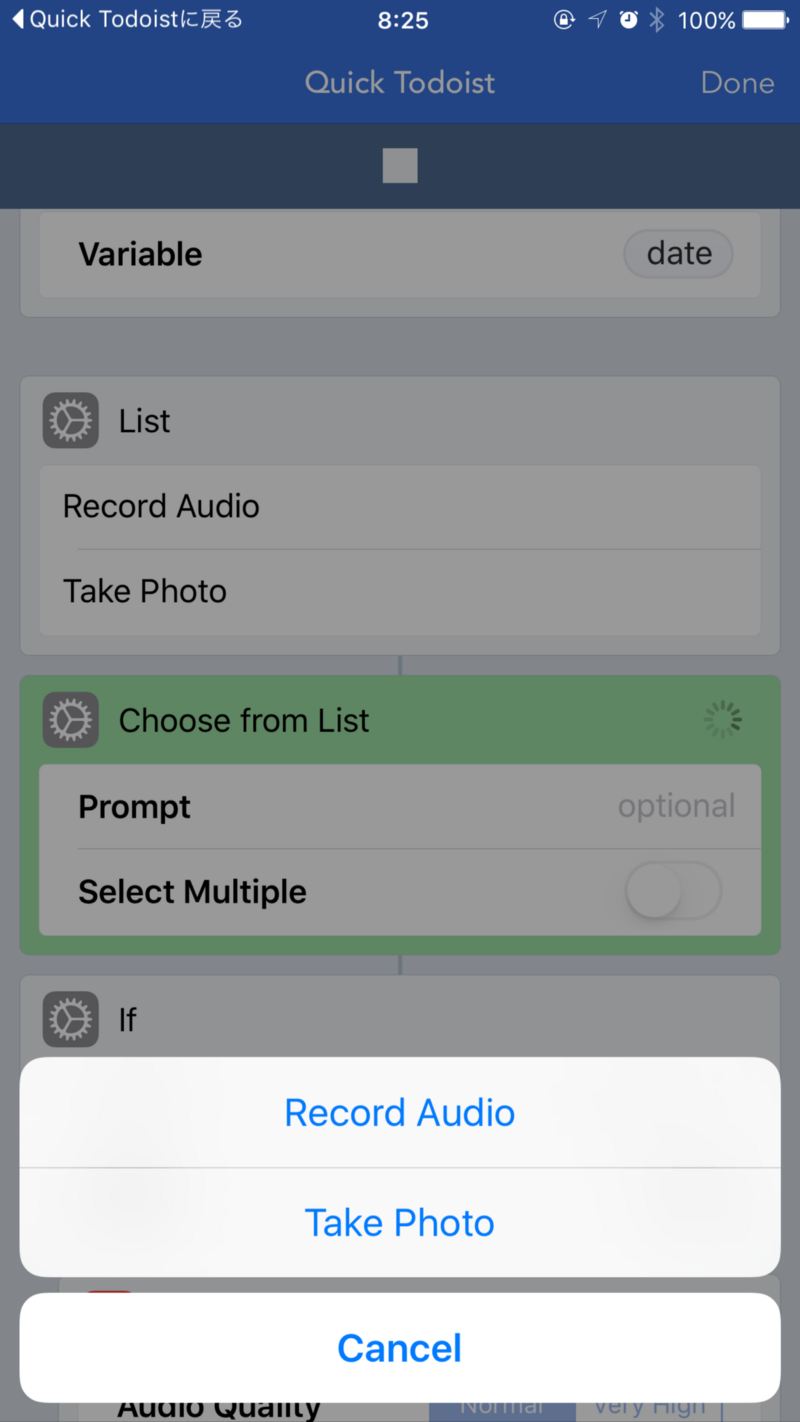 Quick Todoistに戻る 8:25 100%
Quick Todoist Done
Variable date
List
Record Audio
Take Photo
Choose from List
Prompt optional
Select Multiple
If
Record Audio
Take Photo
Cancel
Audio Quality Normal Very High